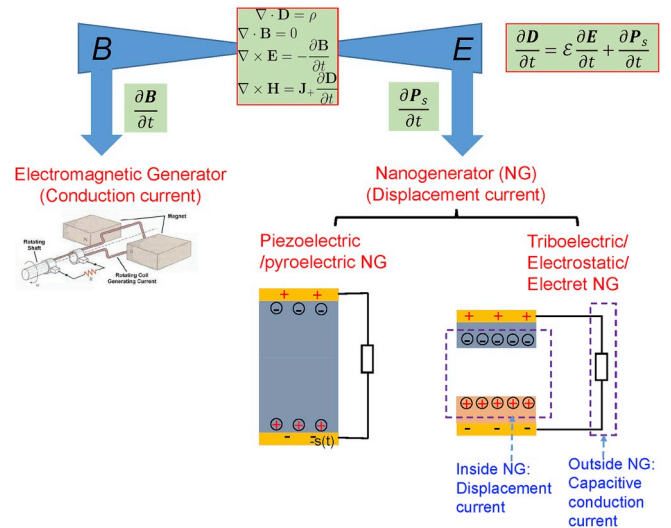 B
∇ · D = ρ
∇ · B = 0
∇ × E = −∂B/∂t
∇ × H = J₊ ∂D/∂t
E
∂D/∂t = ε ∂E/∂t + ∂Pₛ/∂t
∂B/∂t
∂Pₛ/∂t
Electromagnetic Generator
(Conduction current)
Nanogenerator (NG)
(Displacement current)
Magnet
Rotating
Shaft
Rotating Coil
Generating Current
Piezoelectric
/pyroelectric NG
Triboelectric/
Electrostatic/
Electret NG
+ +
− − −
+ + +
− −-s(t)
+ + +
− − − − −
+ + + + +
- - -
Inside NG:
Displacement
current
Outside NG:
Capacitive
conduction
current